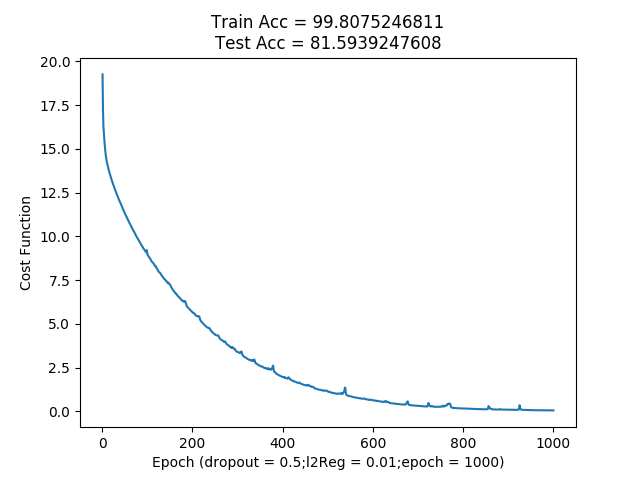 Train Acc = 99.8075246811
Test Acc = 81.5939247608
20.0
17.5
15.0
12.5
10.0
7.5
5.0
2.5
0.0
Cost Function
0 200 400 600 800 1000
Epoch (dropout = 0.5;l2Reg = 0.01;epoch = 1000)